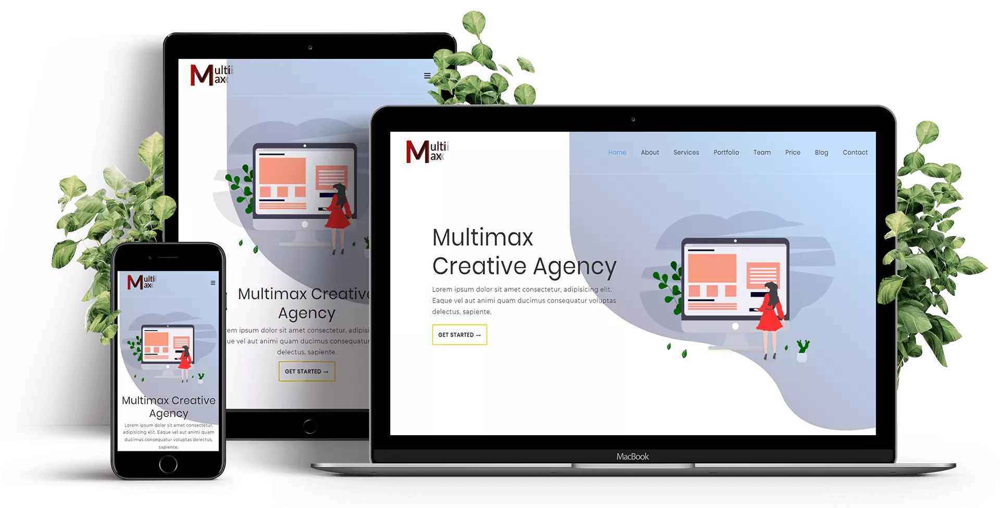 Multi
Max
Multimax Creative
Agency
rem ipsum dolor sit amet consectetur, adipisi
ue vel aut animi quam ducimus consequatur
delectus, sapiente.
GET STARTED →
Multi
Max
Home About Services Portfolio Team Price Blog Contact
Multimax
Creative Agency
Lorem ipsum dolor sit amet consectetur, adipisicing elit.
Eaque vel aut animi quam ducimus consequatur voluptas
delectus, sapiente.
GET STARTED →
MacBook
Multi
Max
Multimax Creative
Agency
Lorem ipsum dolor sit amet consectetur,
adipisicing elit. Eaque vel aut animi quam
ducimus consequatur voluptas delectus,
sapiente.